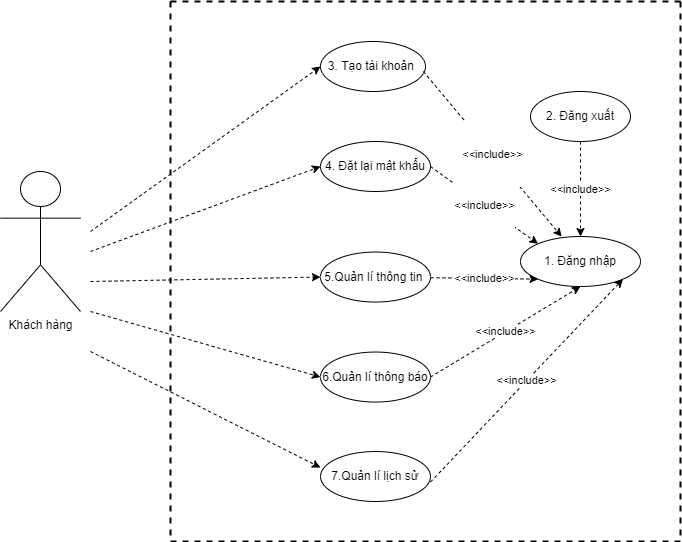 3. Tạo tài khoản
2. Đăng xuất
<<include>>
4. Đặt lại mật khẩu
<<include>>
<<include>>
1. Đăng nhập
5.Quản lí thông tin
<<include>>
Khách hàng
<<include>>
6.Quản lí thông báo
<<include>>
7.Quản lí lịch sử